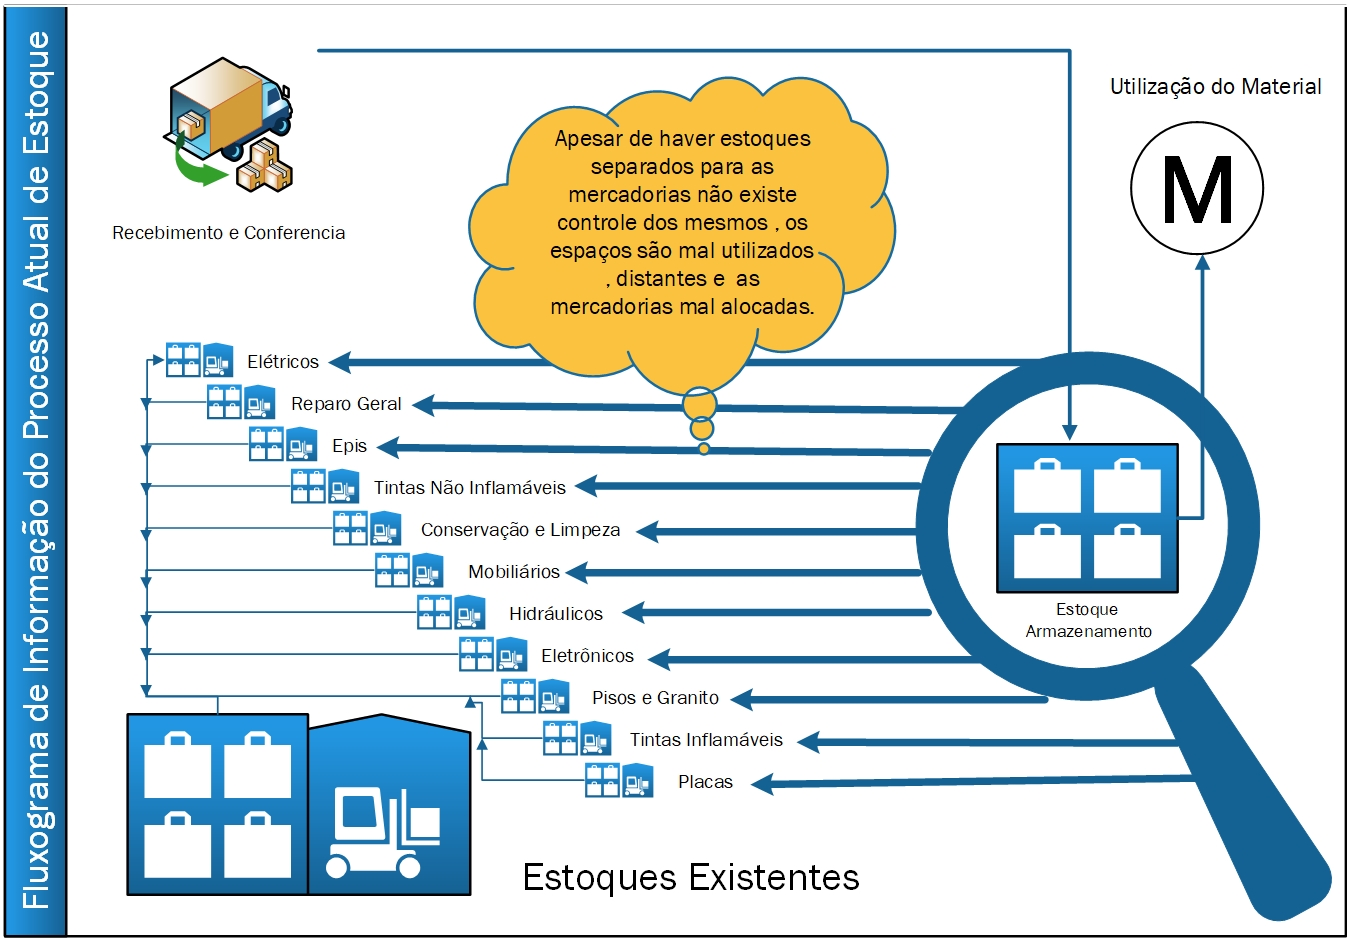 Fluxograma de Informação do Processo Atual de Estoque
Recebimento e Conferencia
Apesar de haver estoques
separados para as
mercadorias não existe
controle dos mesmos , os
espaços são mal utilizados
, distantes e as
mercadorias mal alocadas.
Utilização do Material
M
Elétricos
Reparo Geral
Epis
Tintas Não Inflamáveis
Conservação e Limpeza
Mobiliários
Hidráulicos
Eletrônicos
Pisos e Granito
Tintas Inflamáveis
Placas
Estoque
Armazenamento
Estoques Existentes